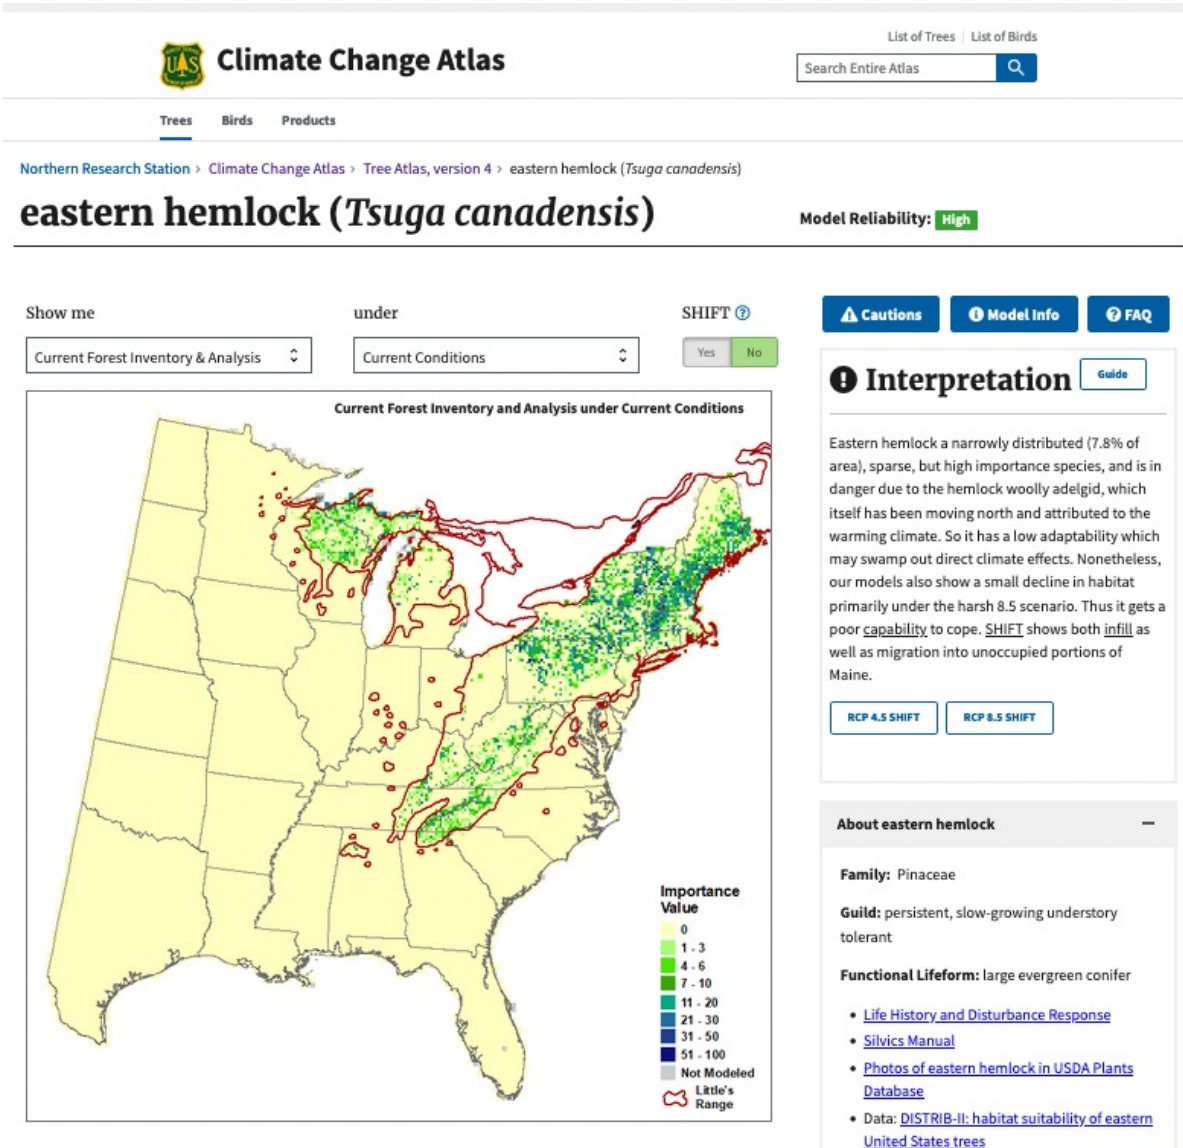 List of Trees | List of Birds
UAS Climate Change Atlas
Search Entire Atlas
Trees Birds Products
Northern Research Station > Climate Change Atlas > Tree Atlas, version 4 > eastern hemlock (Tsuga canadensis)
eastern hemlock (Tsuga canadensis)
Model Reliability: High
Show me
under
SHIFT ?
Current Forest Inventory & Analysis
Current Conditions
Yes No
Cautions
Model Info
FAQ
Current Forest Inventory and Analysis under Current Conditions
Importance
Value
0
1 - 3
4 - 6
7 - 10
11 - 20
21 - 30
31 - 50
51 - 100
Not Modeled
Little's
Range
Interpretation
Guide
Eastern hemlock a narrowly distributed (7.8% of
area), sparse, but high importance species, and is in
danger due to the hemlock woolly adelgid, which
itself has been moving north and attributed to the
warming climate. So it has a low adaptability which
may swamp out direct climate effects. Nonetheless,
our models also show a small decline in habitat
primarily under the harsh 8.5 scenario. Thus it gets a
poor capability to cope. SHIFT shows both infill as
well as migration into unoccupied portions of
Maine.
RCP 4.5 SHIFT
RCP 8.5 SHIFT
About eastern hemlock
Family: Pinaceae
Guild: persistent, slow-growing understory
tolerant
Functional Lifeform: large evergreen conifer
• Life History and Disturbance Response
• Silvics Manual
• Photos of eastern hemlock in USDA Plants
Database
• Data: DISTRIB-II: habitat suitability of eastern
United States trees